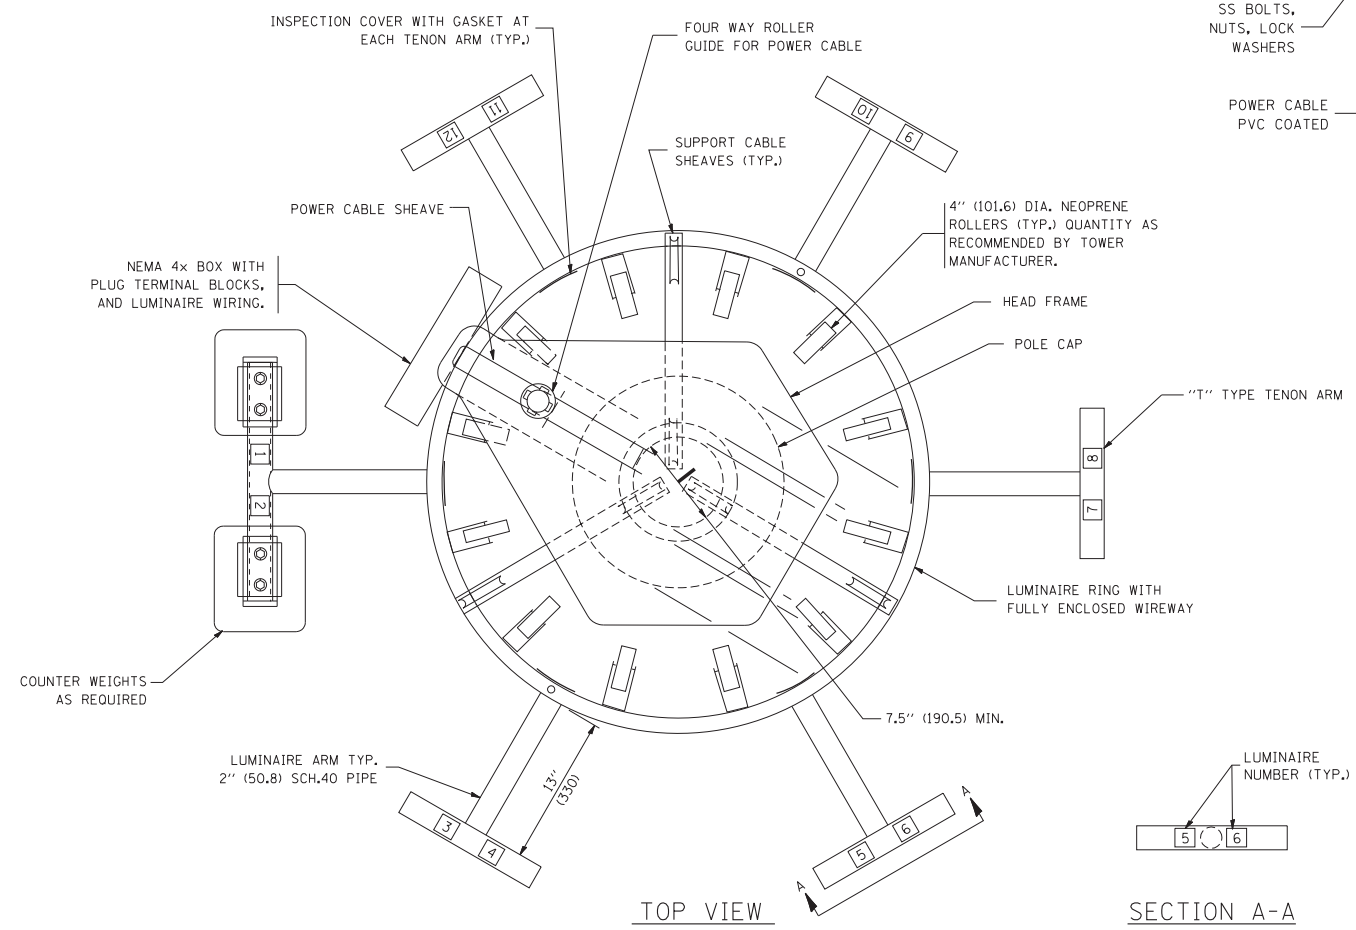 INSPECTION COVER WITH GASKET AT
EACH TENON ARM (TYP.)
FOUR WAY ROLLER
GUIDE FOR POWER CABLE
SS BOLTS,
NUTS, LOCK
WASHERS
POWER CABLE
PVC COATED
SUPPORT CABLE
SHEAVES (TYP.)
POWER CABLE SHEAVE
4'' (101.6) DIA. NEOPRENE
ROLLERS (TYP.) QUANTITY AS
RECOMMENDED BY TOWER
MANUFACTURER.
NEMA 4x BOX WITH
PLUG TERMINAL BLOCKS,
AND LUMINAIRE WIRING.
HEAD FRAME
POLE CAP
"T" TYPE TENON ARM
LUMINAIRE RING WITH
FULLY ENCLOSED WIREWAY
COUNTER WEIGHTS
AS REQUIRED
7.5'' (190.5) MIN.
LUMINAIRE ARM TYP.
2'' (50.8) SCH.40 PIPE
13''
(330)
LUMINAIRE
NUMBER (TYP.)
12
11
10
9
8
7
1
2
3
4
5
6
A
A
5
6
TOP VIEW
SECTION A-A